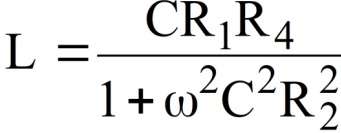 L = CR₁R₄ / (1 + ω²C²R₂²)